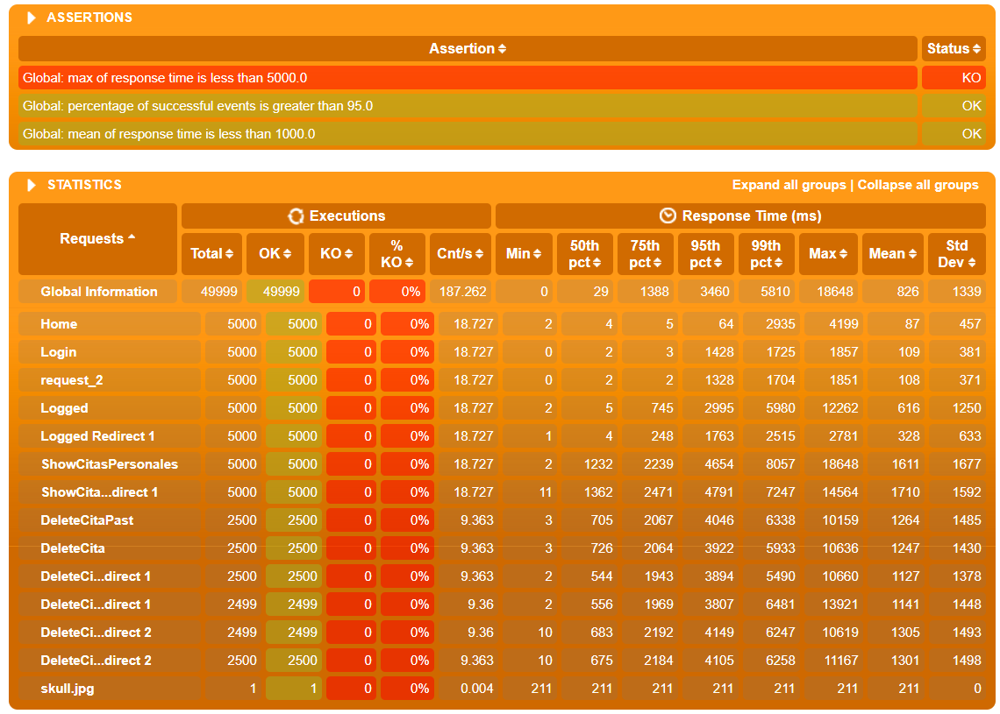 ASSERTIONS
Assertion Status
Global: max of response time is less than 5000.0 KO
Global: percentage of successful events is greater than 95.0 OK
Global: mean of response time is less than 1000.0 OK
STATISTICS Expand all groups | Collapse all groups
Requests Executions Response Time (ms)
Total OK KO % KO Cnt/s Min 50th pct 75th pct 95th pct 99th pct Max Mean Std Dev
Global Information 49999 49999 0 0% 187.262 0 29 1388 3460 5810 18648 826 1339
Home 5000 5000 0 0% 18.727 2 4 5 64 2935 4199 87 457
Login 5000 5000 0 0% 18.727 0 2 3 1428 1725 1857 109 381
request_2 5000 5000 0 0% 18.727 0 2 2 1328 1704 1851 108 371
Logged 5000 5000 0 0% 18.727 2 5 745 2995 5980 12262 616 1250
Logged Redirect 1 5000 5000 0 0% 18.727 1 4 248 1763 2515 2781 328 633
ShowCitasPersonales 5000 5000 0 0% 18.727 2 1232 2239 4654 8057 18648 1611 1677
ShowCita...direct 1 5000 5000 0 0% 18.727 11 1362 2471 4791 7247 14564 1710 1592
DeleteCitaPast 2500 2500 0 0% 9.363 3 705 2067 4046 6338 10159 1264 1485
DeleteCita 2500 2500 0 0% 9.363 3 726 2064 3922 5933 10636 1247 1430
DeleteCi...direct 1 2500 2500 0 0% 9.363 2 544 1943 3894 5490 10660 1127 1378
DeleteCi...direct 1 2499 2499 0 0% 9.36 2 556 1969 3807 6481 13921 1141 1448
DeleteCi...direct 2 2499 2499 0 0% 9.36 10 683 2192 4149 6247 10619 1305 1493
DeleteCi...direct 2 2500 2500 0 0% 9.363 10 675 2184 4105 6258 11167 1301 1498
skull.jpg 1 1 0 0% 0.004 211 211 211 211 211 211 211 0